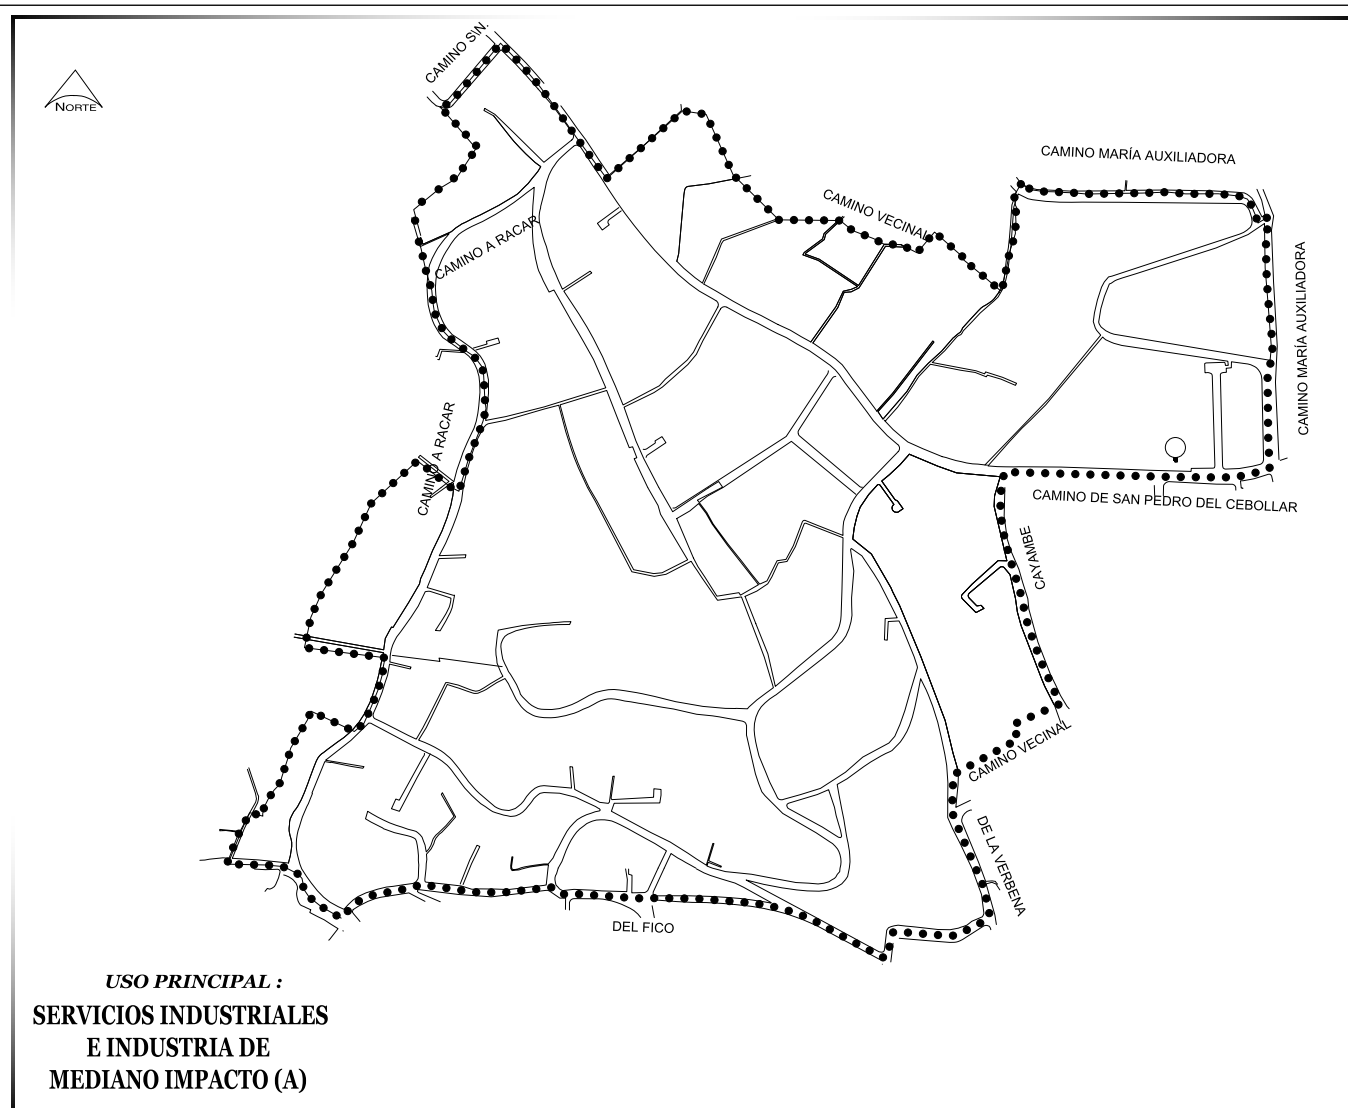 CAMINO S\N.
NORTE
CAMINO MARÍA AUXILIADORA
CAMINO VECINAL
CAMINO A RACAR
CAMINO MARÍA AUXILIADORA
CAMINO A RACAR
CAMINO DE SAN PEDRO DEL CEBOLLAR
CAYAMBE
CAMINO VECINAL
DE LA VERBENA
DEL FICO
USO PRINCIPAL :
SERVICIOS INDUSTRIALES
E INDUSTRIA DE
MEDIANO IMPACTO (A)